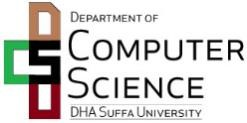 DEPARTMENT OF
COMPUTER
SCIENCE
DHA SUFFA UNIVERSITY